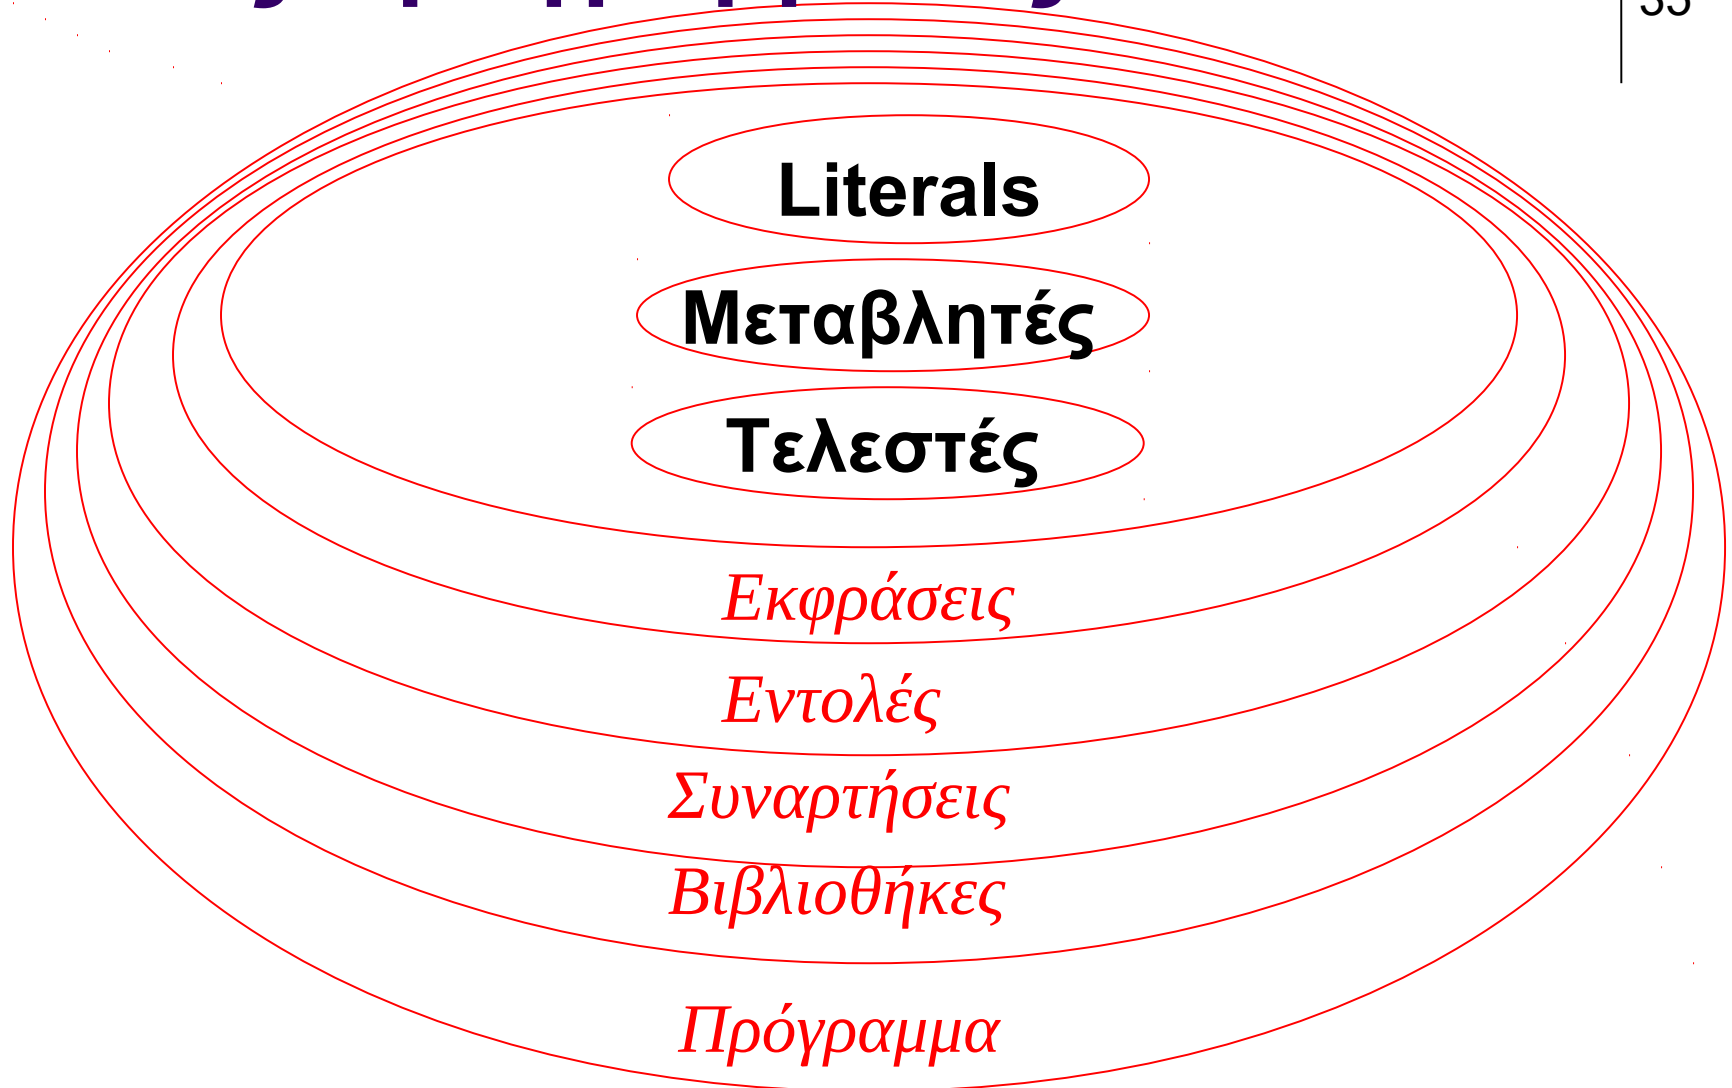 Literals
Μεταβλητές
Τελεστές
Εκφράσεις
Εντολές
Συναρτήσεις
Βιβλιοθήκες
Πρόγραμμα